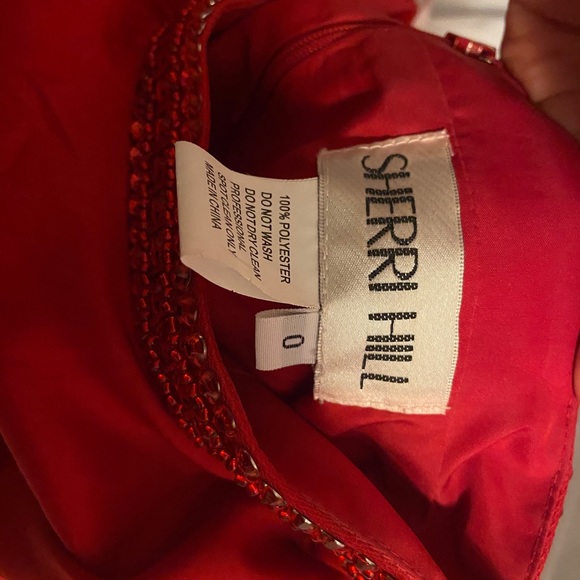 SHERRI HILL
100% POLYESTER
DO NOT WASH
DO NOT DRY CLEAN
PROFESSIONAL
SPOT CLEAN ONLY
MADE IN CHINA
0